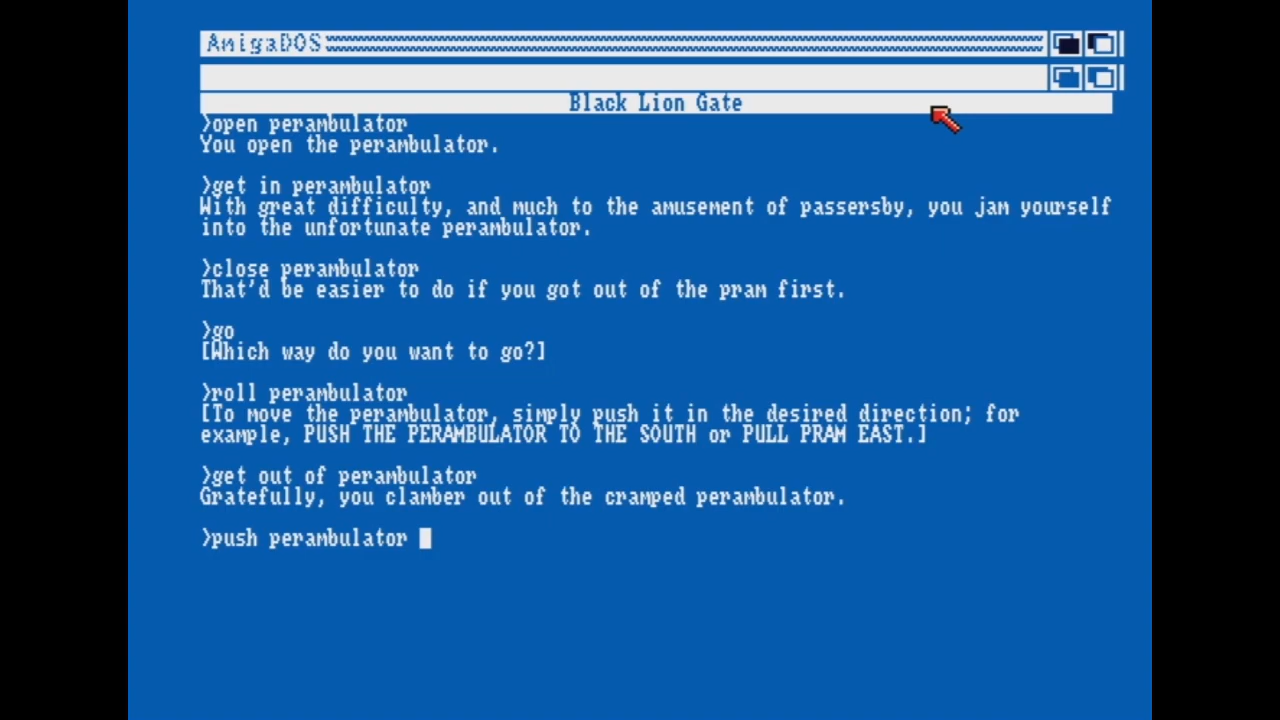 AmigaDOS
Black Lion Gate
>open perambulator
You open the perambulator.
>get in perambulator
With great difficulty, and much to the amusement of passersby, you jam yourself
into the unfortunate perambulator.
>close perambulator
That'd be easier to do if you got out of the pram first.
>go
[Which way do you want to go?]
>roll perambulator
[To move the perambulator, simply push it in the desired direction; for
example, PUSH THE PERAMBULATOR TO THE SOUTH or PULL PRAM EAST.]
>get out of perambulator
Gratefully, you clamber out of the cramped perambulator.
>push perambulator